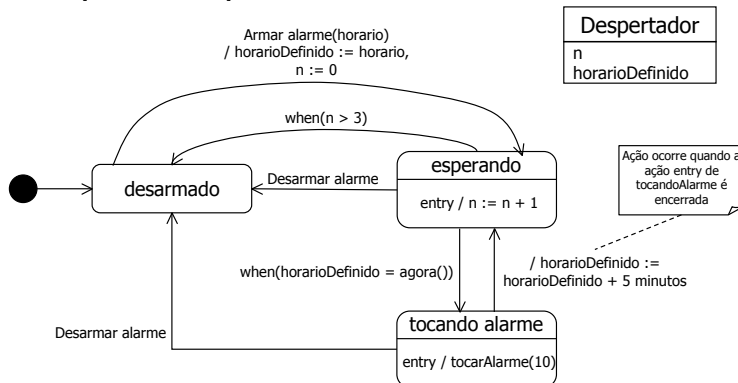 Armar alarme(horario)
/ horarioDefinido := horario,
n := 0
Despertador
n
horarioDefinido
when(n > 3)
desarmado
Desarmar alarme
esperando
entry / n := n + 1
Ação ocorre quando a
ação entry de
tocandoAlarme é
encerrada
when(horarioDefinido = agora())
/ horarioDefinido :=
horarioDefinido + 5 minutos
Desarmar alarme
tocando alarme
entry / tocarAlarme(10)